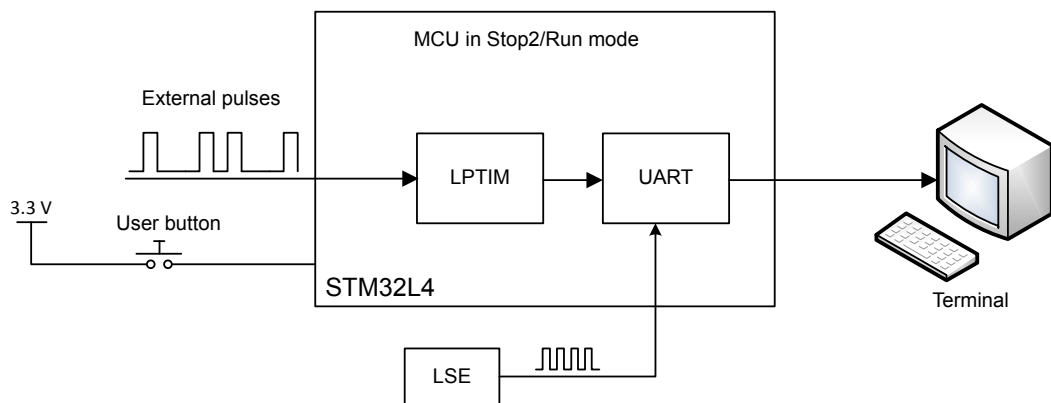 MCU in Stop2/Run mode
External pulses
LPTIM
UART
3.3 V
User button
STM32L4
Terminal
LSE